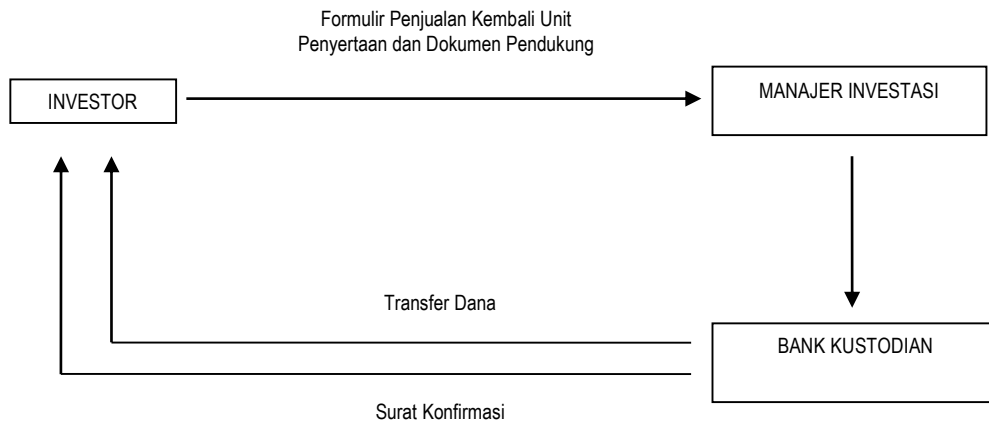 Formulir Penjualan Kembali Unit
Penyertaan dan Dokumen Pendukung
INVESTOR
MANAJER INVESTASI
Transfer Dana
BANK KUSTODIAN
Surat Konfirmasi